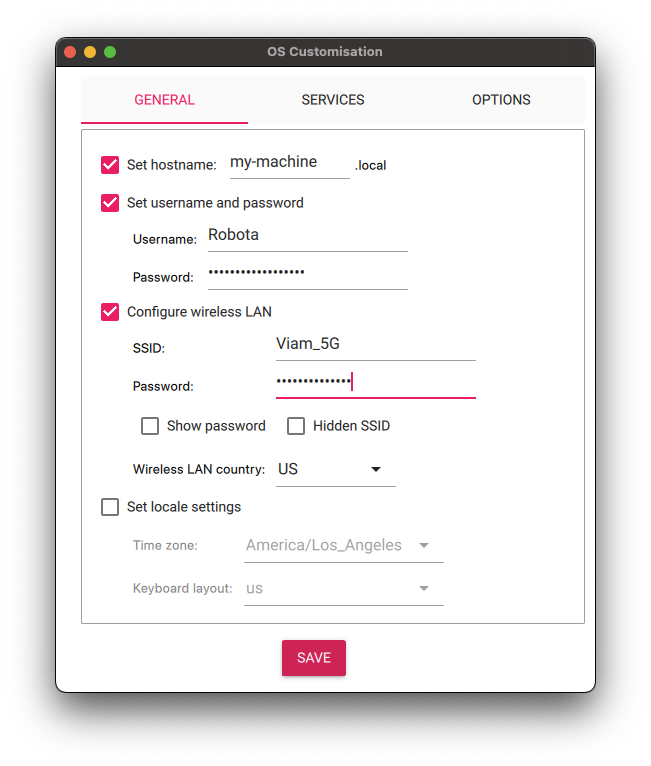 OS Customisation
GENERAL SERVICES OPTIONS
Set hostname: my-machine .local
Set username and password
Username: Robota
Password: ••••••••••••••••••
Configure wireless LAN
SSID: Viam_5G
Password: ••••••••••••••
Show password Hidden SSID
Wireless LAN country: US
Set locale settings
Time zone: America/Los_Angeles
Keyboard layout: us
SAVE